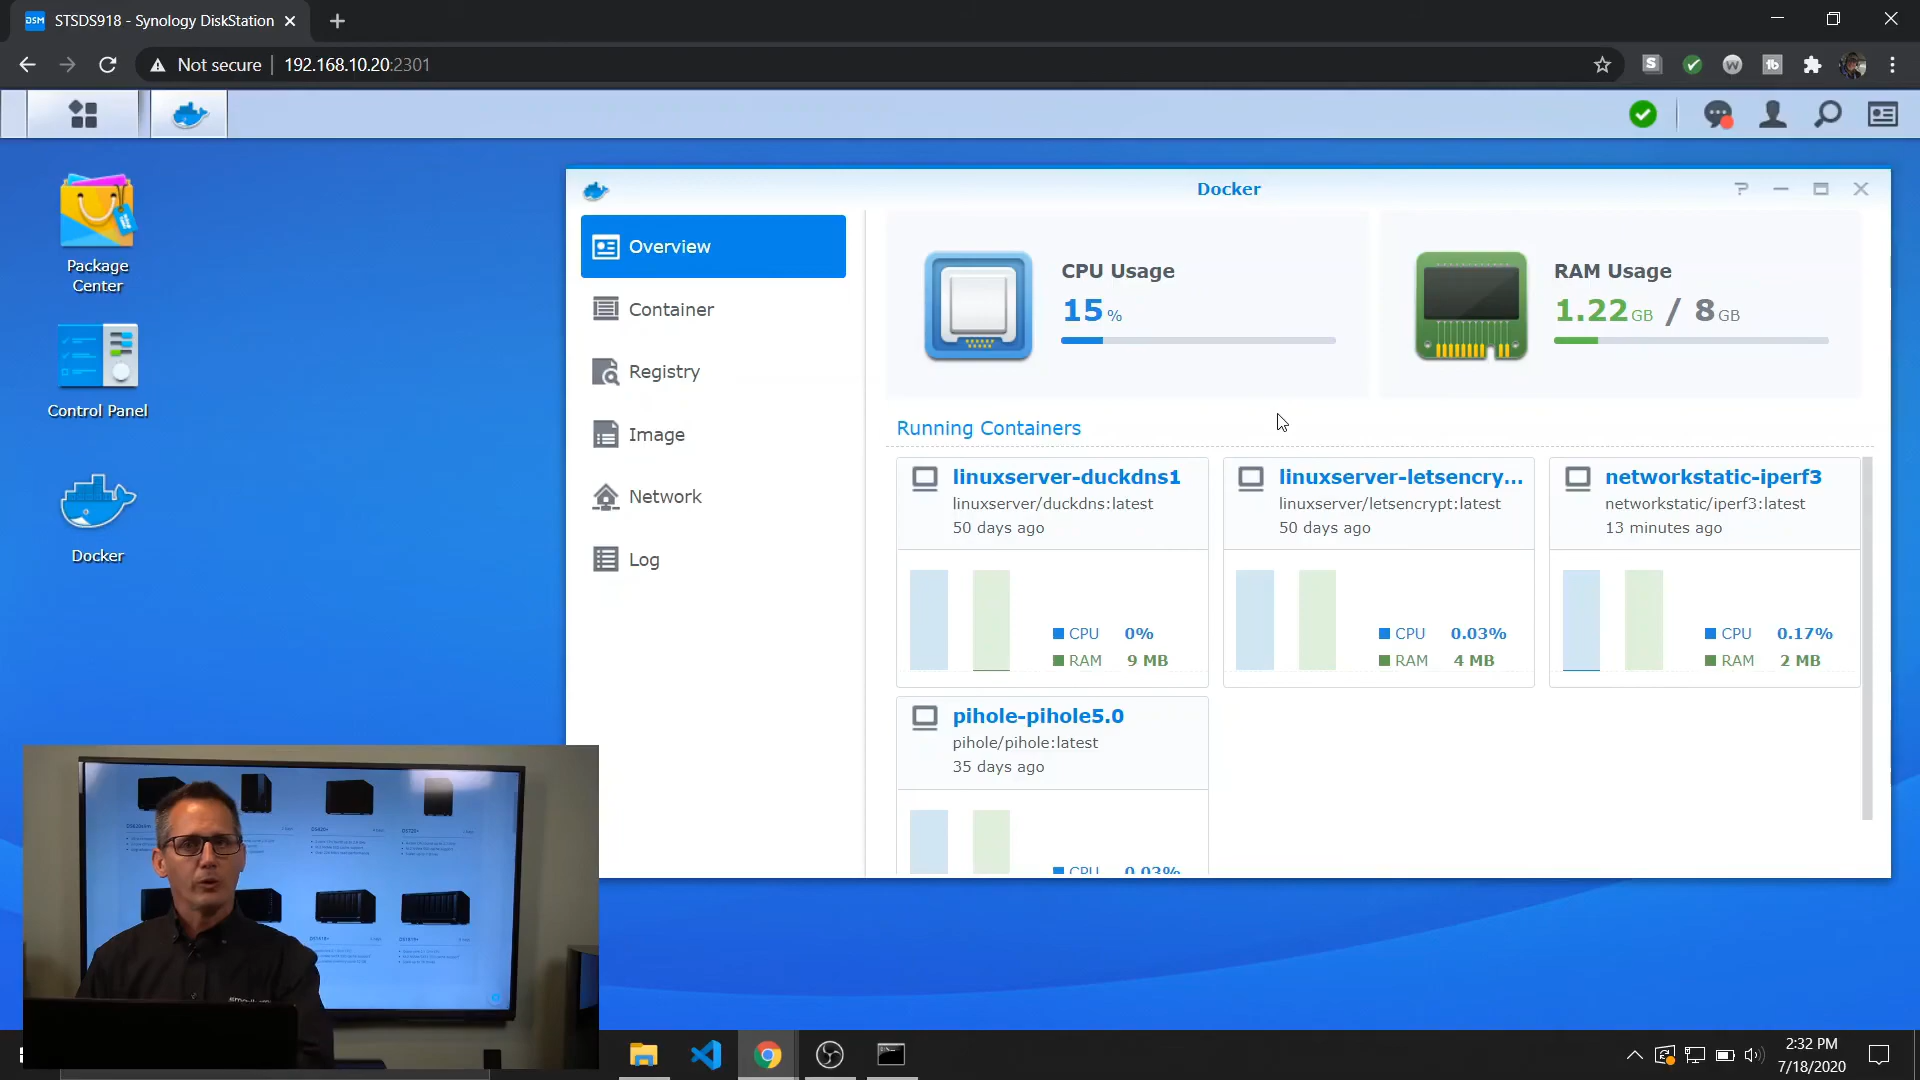 DSM STSDS918 - Synology DiskStation
Not secure 192.168.10.20:2301
Package
Center
Control Panel
Docker
Docker
Overview
Container
Registry
Image
Network
Log
CPU Usage
15 %
RAM Usage
1.22 GB / 8 GB
Running Containers
linuxserver-duckdns1
linuxserver/duckdns:latest
50 days ago
CPU 0%
RAM 9 MB
linuxserver-letsencry...
linuxserver/letsencrypt:latest
50 days ago
CPU 0.03%
RAM 4 MB
networkstatic-iperf3
networkstatic/iperf3:latest
13 minutes ago
CPU 0.17%
RAM 2 MB
pihole-pihole5.0
pihole/pihole:latest
35 days ago
CPU 0.03%
2:32 PM
7/18/2020